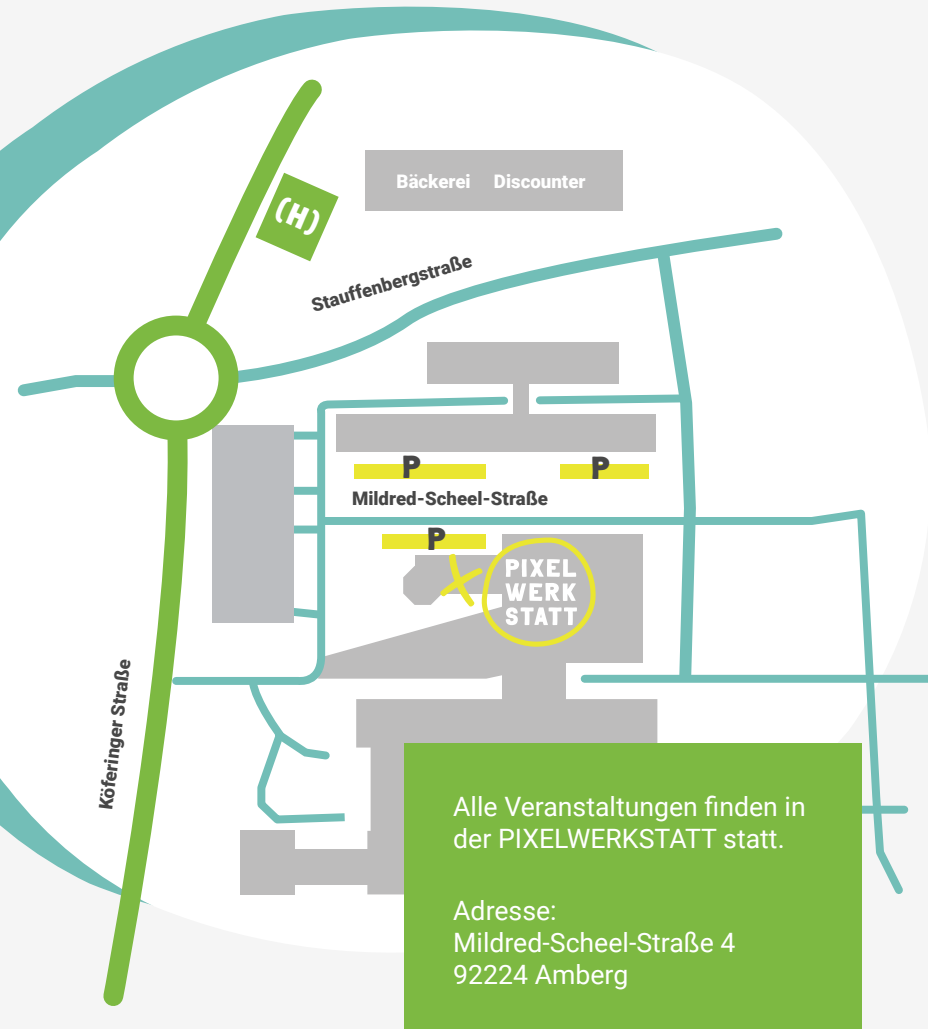 Bäckerei Discounter
(H)
Stauffenbergstraße
P
P
Mildred-Scheel-Straße
P
PIXEL
WERK
STATT
Köferinger Straße
Alle Veranstaltungen finden in
der PIXELWERKSTATT statt.
Adresse:
Mildred-Scheel-Straße 4
92224 Amberg